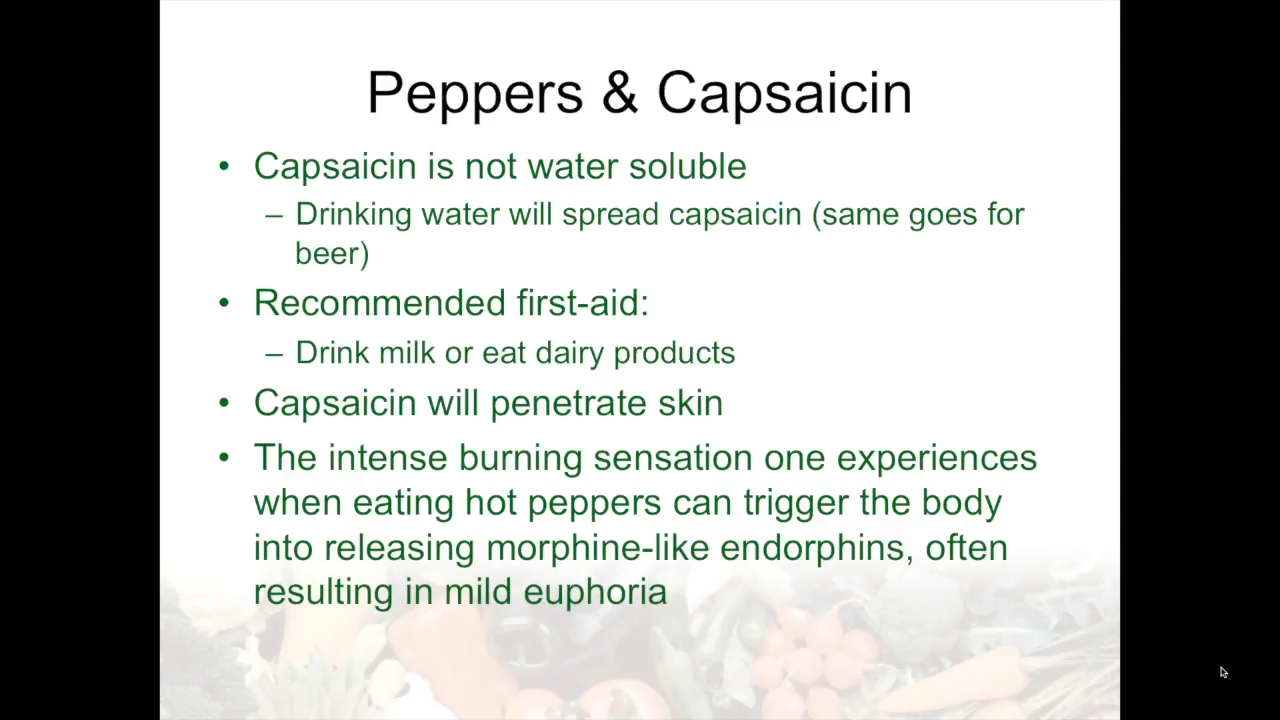 Peppers & Capsaicin
• Capsaicin is not water soluble
– Drinking water will spread capsaicin (same goes for
beer)
• Recommended first-aid:
– Drink milk or eat dairy products
• Capsaicin will penetrate skin
• The intense burning sensation one experiences
when eating hot peppers can trigger the body
into releasing morphine-like endorphins, often
resulting in mild euphoria